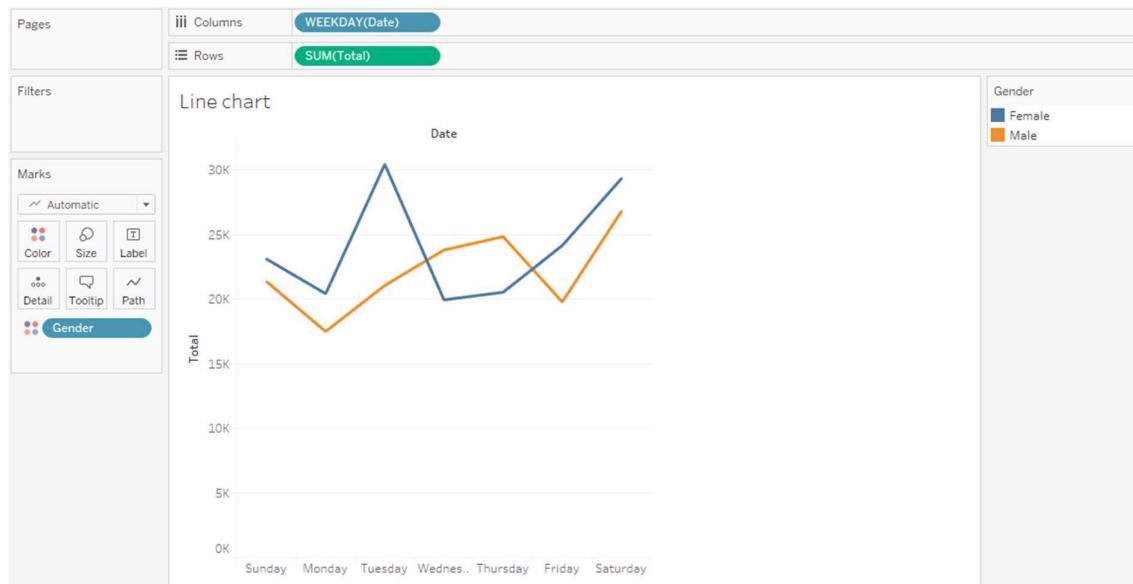 Pages
Columns
WEEKDAY(Date)
Rows
SUM(Total)
Filters
Marks
Automatic
Color
Size
Label
Detail
Tooltip
Path
Gender
Line chart
Date
30K
25K
20K
15K
10K
5K
0K
Total
Sunday
Monday
Tuesday
Wednes..
Thursday
Friday
Saturday
Gender
Female
Male